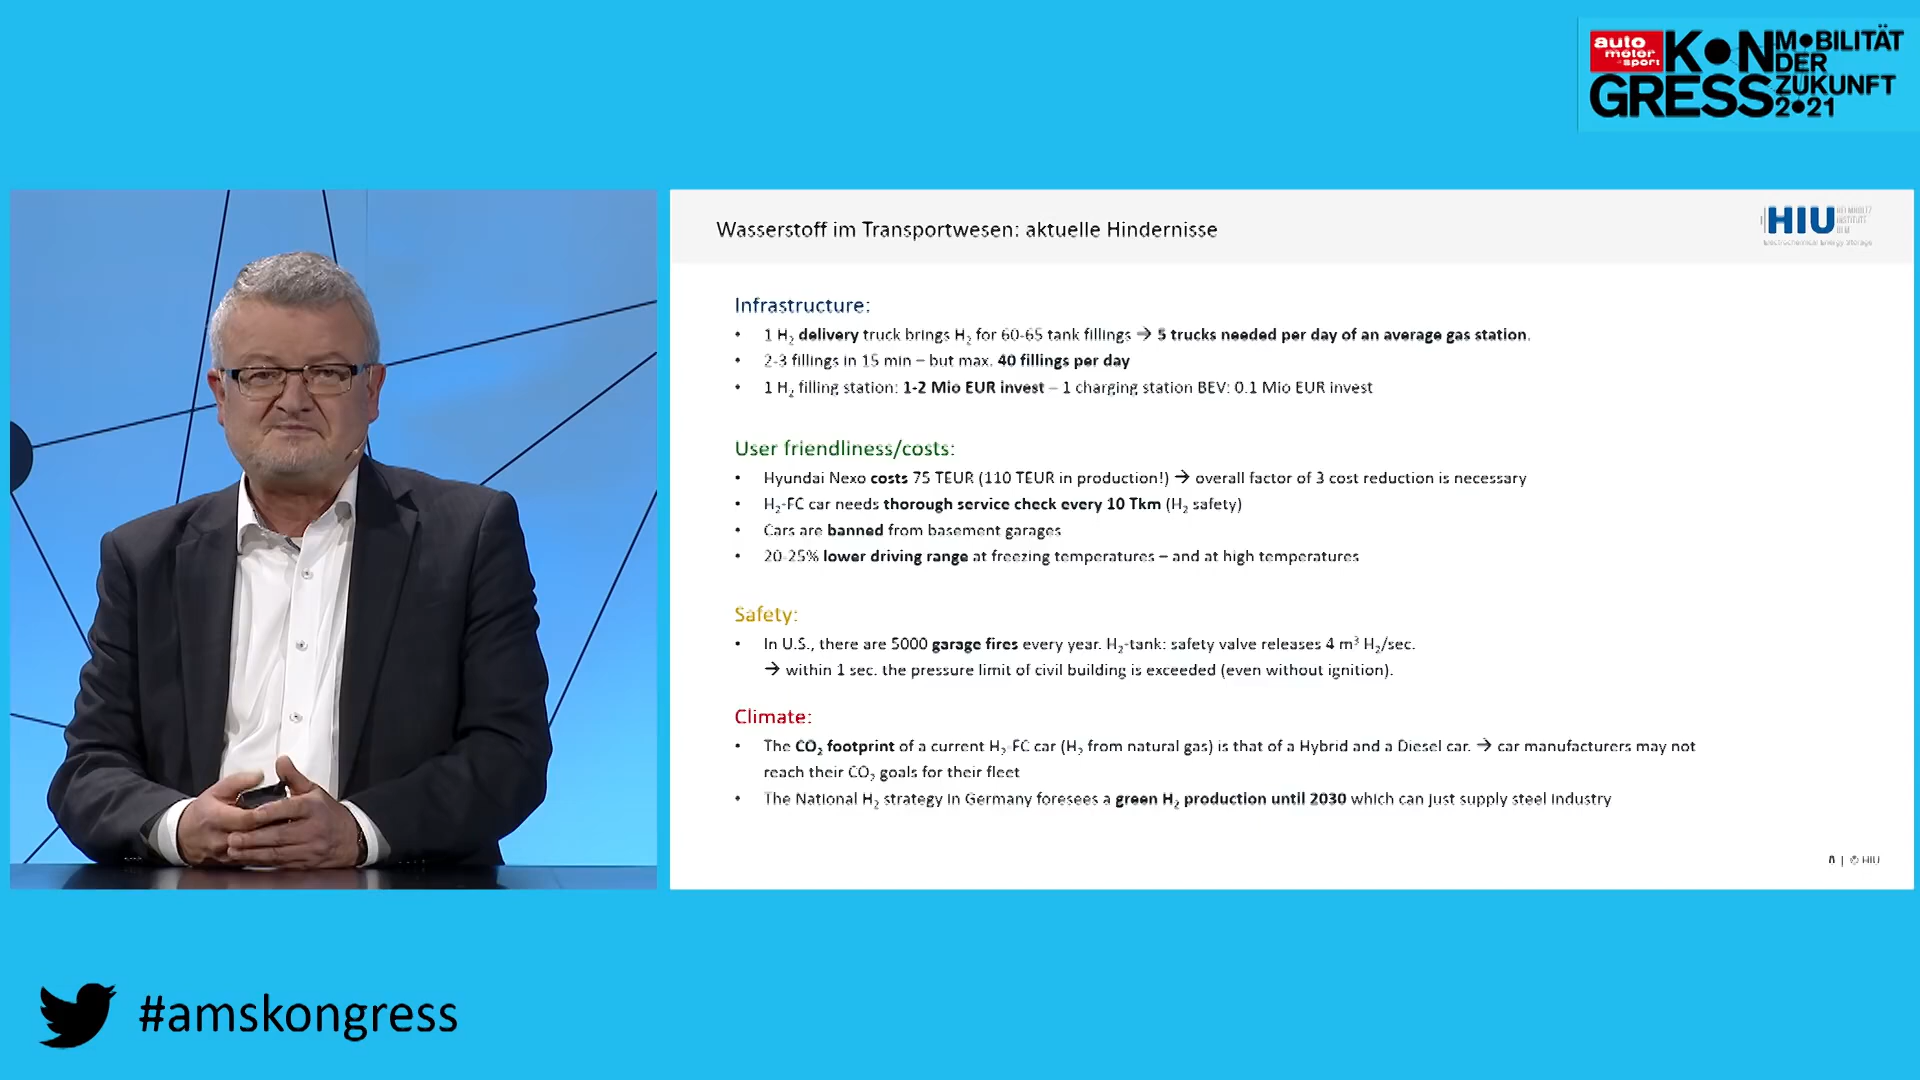 auto motor sport
KONGRESS
MOBILITÄT
DER
ZUKUNFT
2021
Wasserstoff im Transportwesen: aktuelle Hindernisse
HIU
HELMHOLTZ
INSTITUTE
ULM
Electrochemical Energy Storage
Infrastructure:
• 1 H₂ delivery truck brings H₂ for 60-65 tank fillings → 5 trucks needed per day of an average gas station.
• 2-3 fillings in 15 min – but max. 40 fillings per day
• 1 H₂ filling station: 1-2 Mio EUR invest – 1 charging station BEV: 0.1 Mio EUR invest
User friendliness/costs:
• Hyundai Nexo costs 75 TEUR (110 TEUR in production!) → overall factor of 3 cost reduction is necessary
• H₂-FC car needs thorough service check every 10 Tkm (H₂ safety)
• Cars are banned from basement garages
• 20-25% lower driving range at freezing temperatures – and at high temperatures
Safety:
• In U.S., there are 5000 garage fires every year. H₂-tank: safety valve releases 4 m³ H₂/sec.
→ within 1 sec. the pressure limit of civil building is exceeded (even without ignition).
Climate:
• The CO₂ footprint of a current H₂-FC car (H₂ from natural gas) is that of a Hybrid and a Diesel car. → car manufacturers may not
reach their CO₂ goals for their fleet
• The National H₂ strategy in Germany foresees a green H₂ production until 2030 which can just supply steel industry
| © HIU
#amskongress